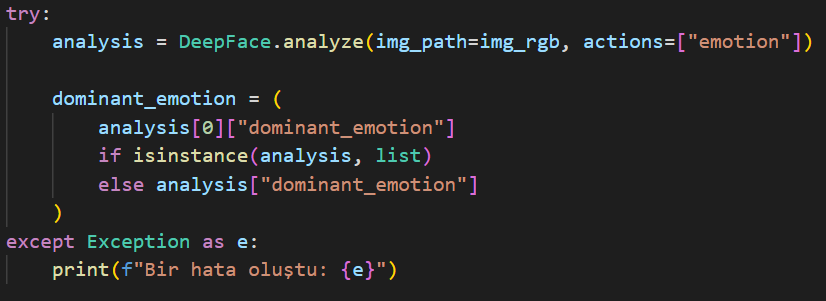 try:
    analysis = DeepFace.analyze(img_path=img_rgb, actions=["emotion"])

    dominant_emotion = (
        analysis[0]["dominant_emotion"]
        if isinstance(analysis, list)
        else analysis["dominant_emotion"]
    )
except Exception as e:
    print(f"Bir hata oluştu: {e}")